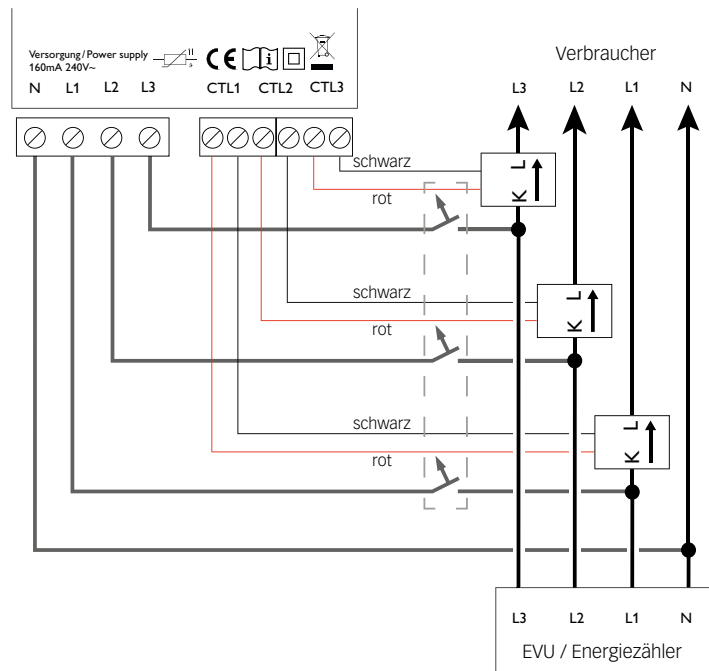 Versorgung/Power supply
160mA 240V~
N L1 L2 L3 CTL1 CTL2 CTL3
Verbraucher
L3 L2 L1 N
schwarz
rot
K L
schwarz
rot
K L
schwarz
rot
K L
L3 L2 L1 N
EVU / Energiezähler